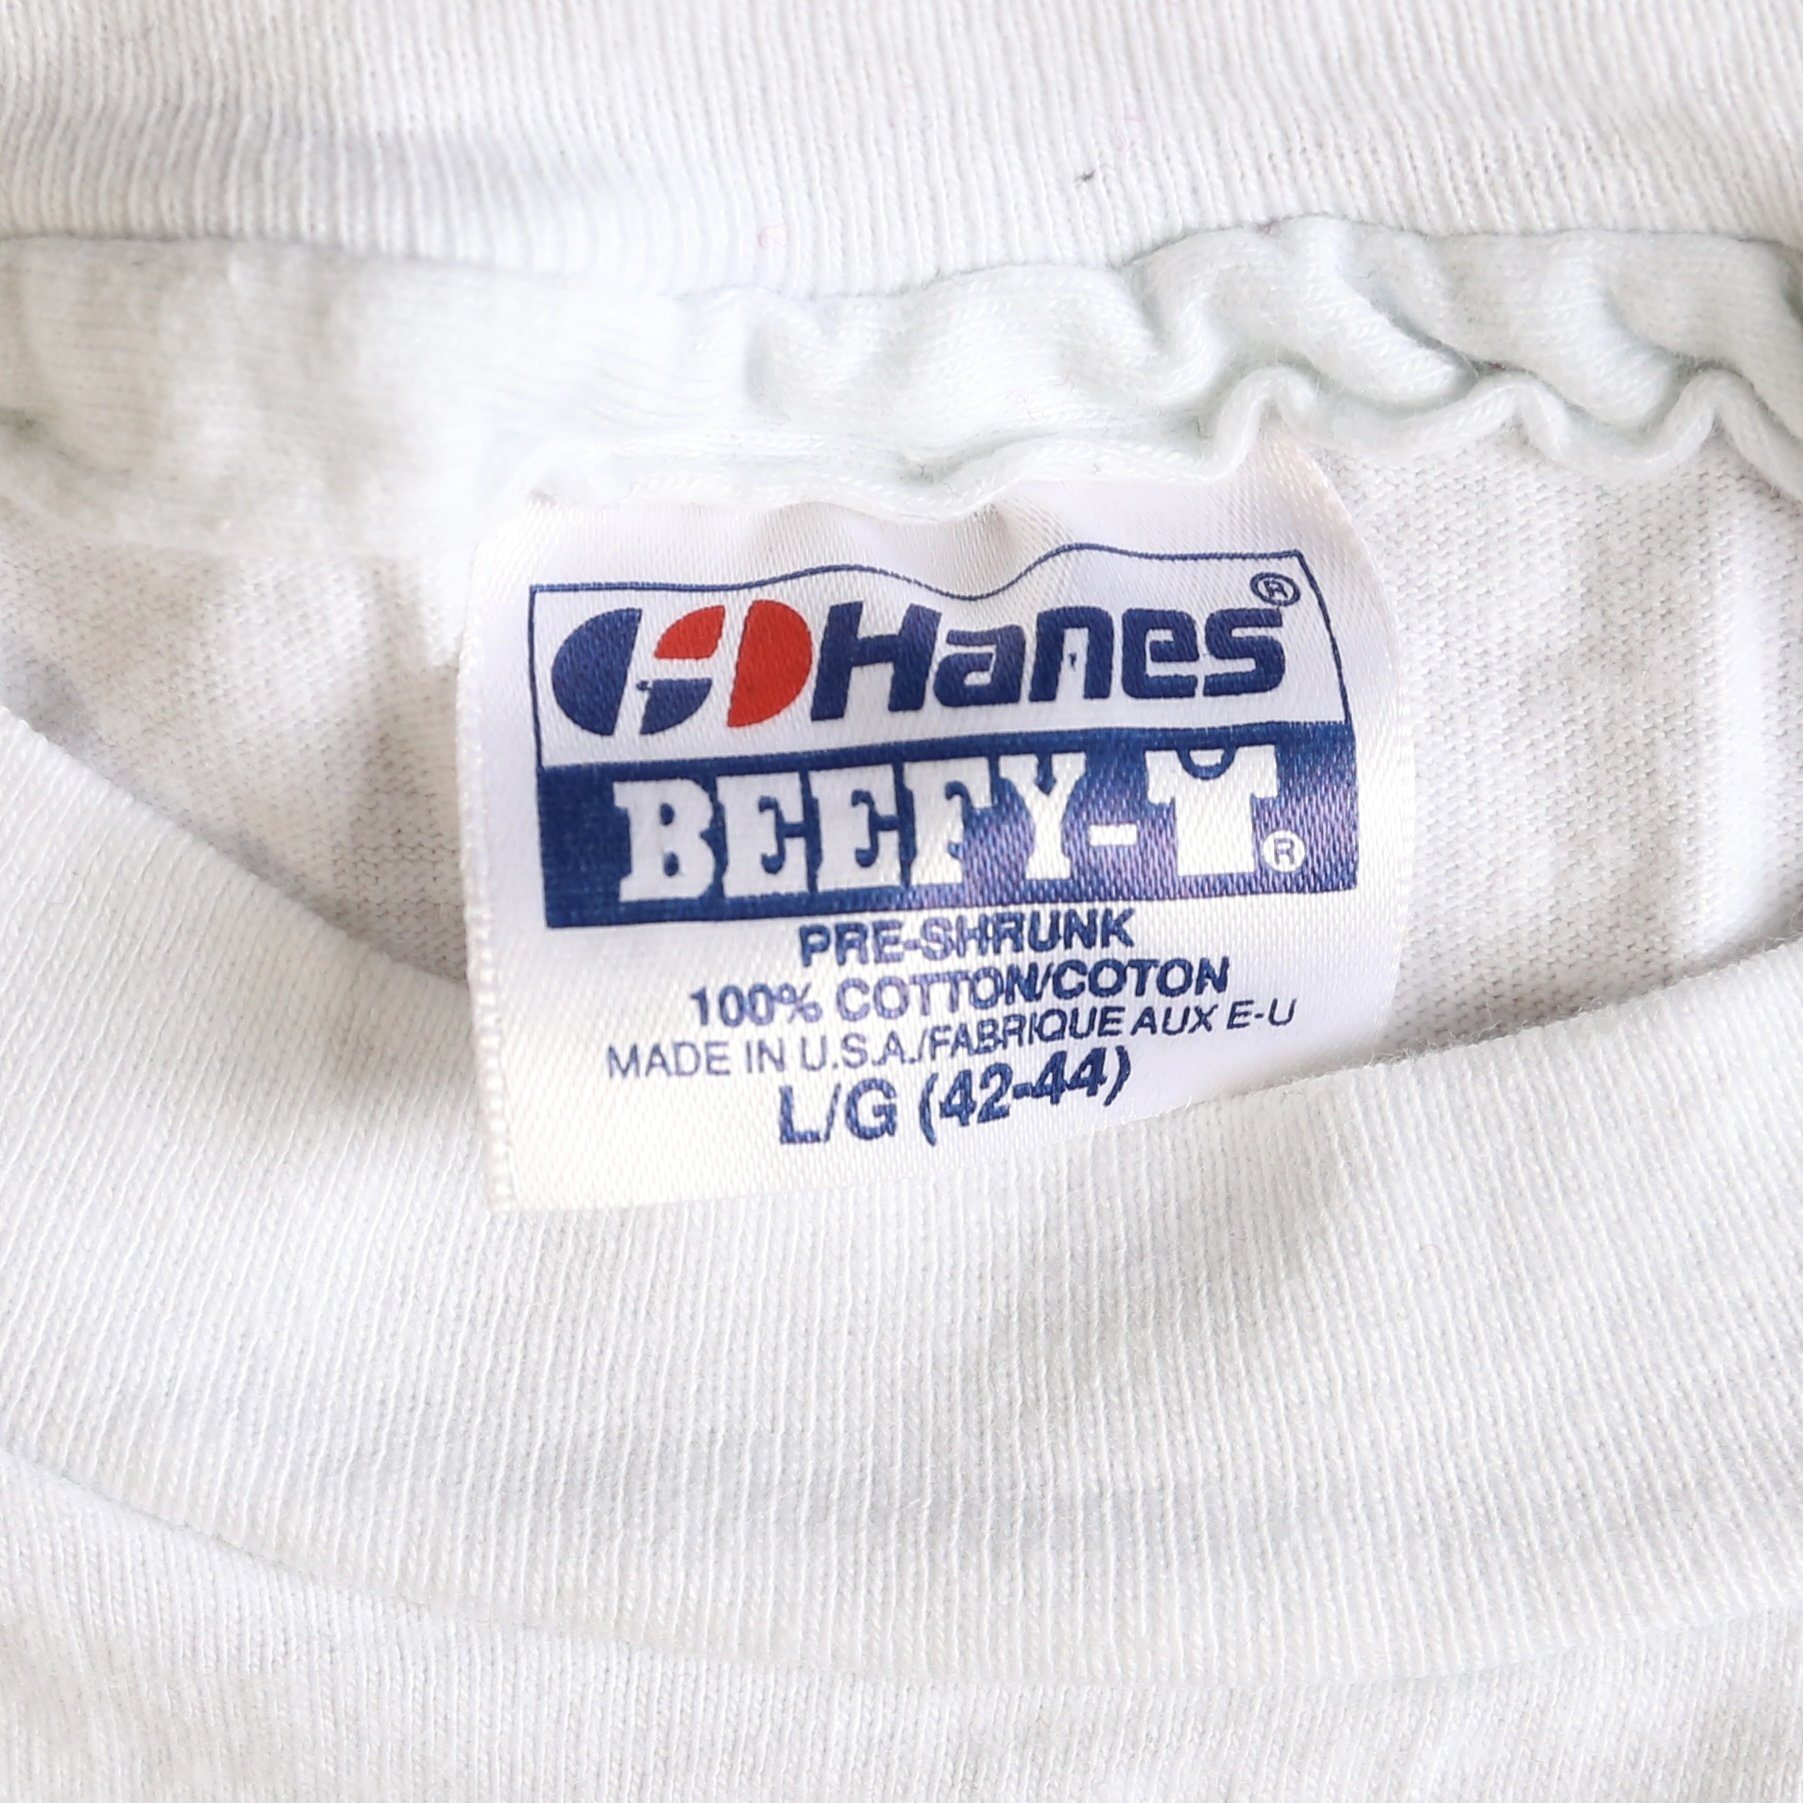 Hanes®
BEEFY-T®
PRE-SHRUNK
100% COTTON/COTON
MADE IN U.S.A./FABRIQUE AUX E-U
L/G (42-44)